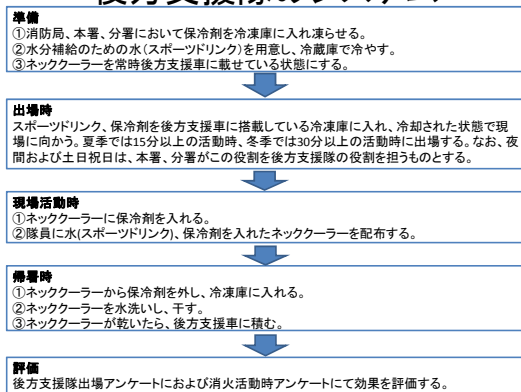 準備
①消防局、本署、分署において保冷剤を冷凍庫に入れ凍らせる。
②水分補給のための水(スポーツドリンク)を用意し、冷蔵庫で冷やす。
③ネッククーラーを常時後方支援車に載せている状態にする。
出場時
スポーツドリンク、保冷剤を後方支援車に搭載している冷凍庫に入れ、冷却された状態で現
場に向かう。夏季では15分以上の活動時、冬季では30分以上の活動時に出場する。なお、夜
間および土日祝日は、本署、分署がこの役割を後方支援隊の役割を担うものとする。
現場活動時
①ネッククーラーに保冷剤を入れる。
②隊員に水(スポーツドリンク)、保冷剤を入れたネッククーラーを配布する。
帰署時
①ネッククーラーから保冷剤を外し、冷凍庫に入れる。
②ネッククーラーを水洗いし、干す。
③ネッククーラーが乾いたら、後方支援車に積む。
評価
後方支援隊出場アンケートおよび消火活動時アンケートにて効果を評価する。